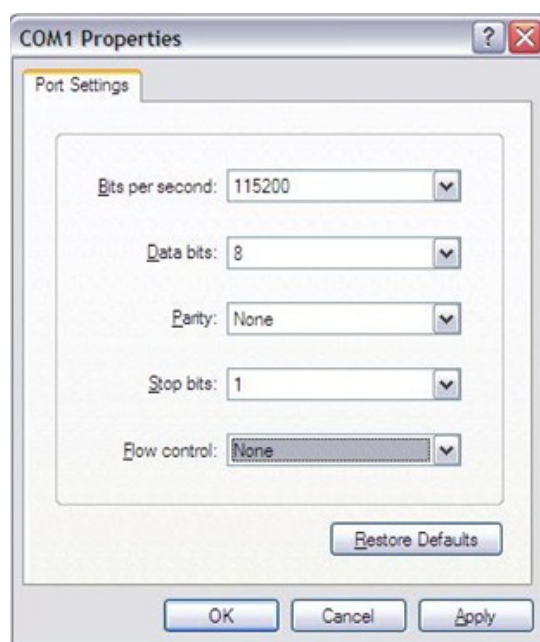 COM1 Properties
Port Settings
Bits per second: 115200
Data bits: 8
Parity: None
Stop bits: 1
Flow control: None
Restore Defaults
OK Cancel Apply